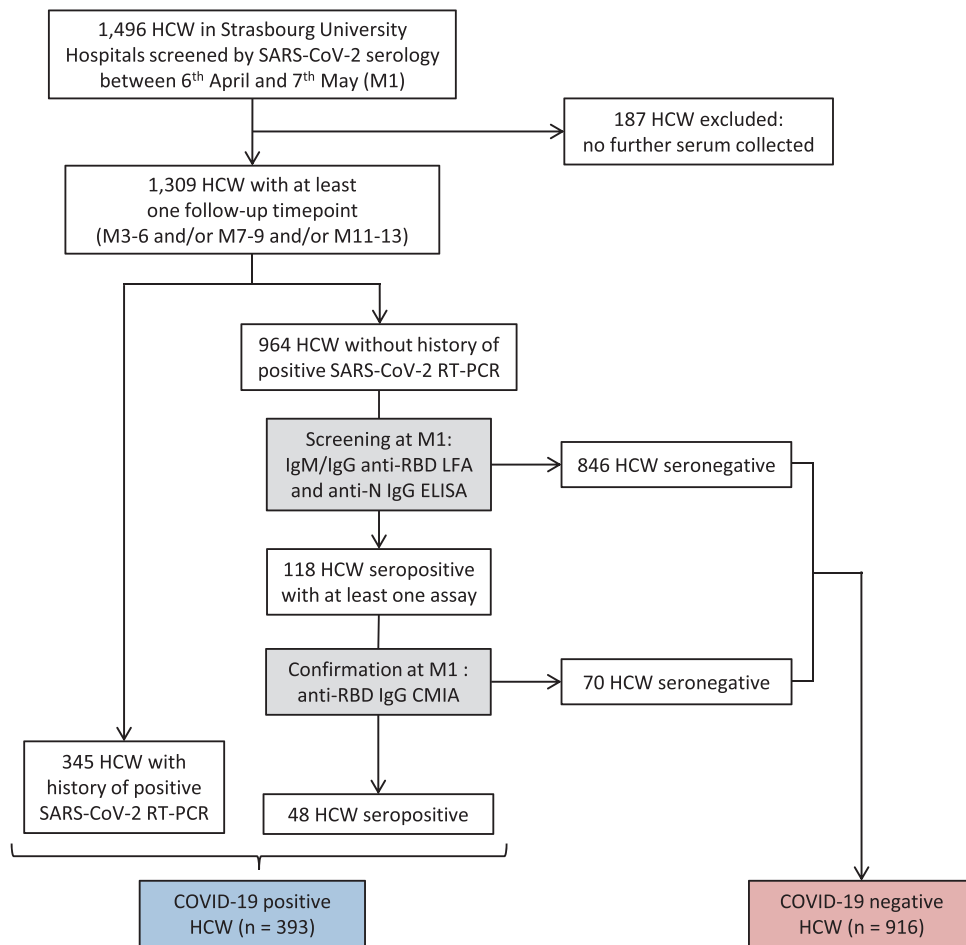 1,496 HCW in Strasbourg University
Hospitals screened by SARS-CoV-2 serology
between 6th April and 7th May (M1)
187 HCW excluded:
no further serum collected
1,309 HCW with at least
one follow-up timepoint
(M3-6 and/or M7-9 and/or M11-13)
964 HCW without history of
positive SARS-CoV-2 RT-PCR
Screening at M1:
IgM/IgG anti-RBD LFA
and anti-N IgG ELISA
846 HCW seronegative
118 HCW seropositive
with at least one assay
Confirmation at M1 :
anti-RBD IgG CMIA
70 HCW seronegative
345 HCW with
history of positive
SARS-CoV-2 RT-PCR
48 HCW seropositive
COVID-19 positive
HCW (n = 393)
COVID-19 negative
HCW (n = 916)